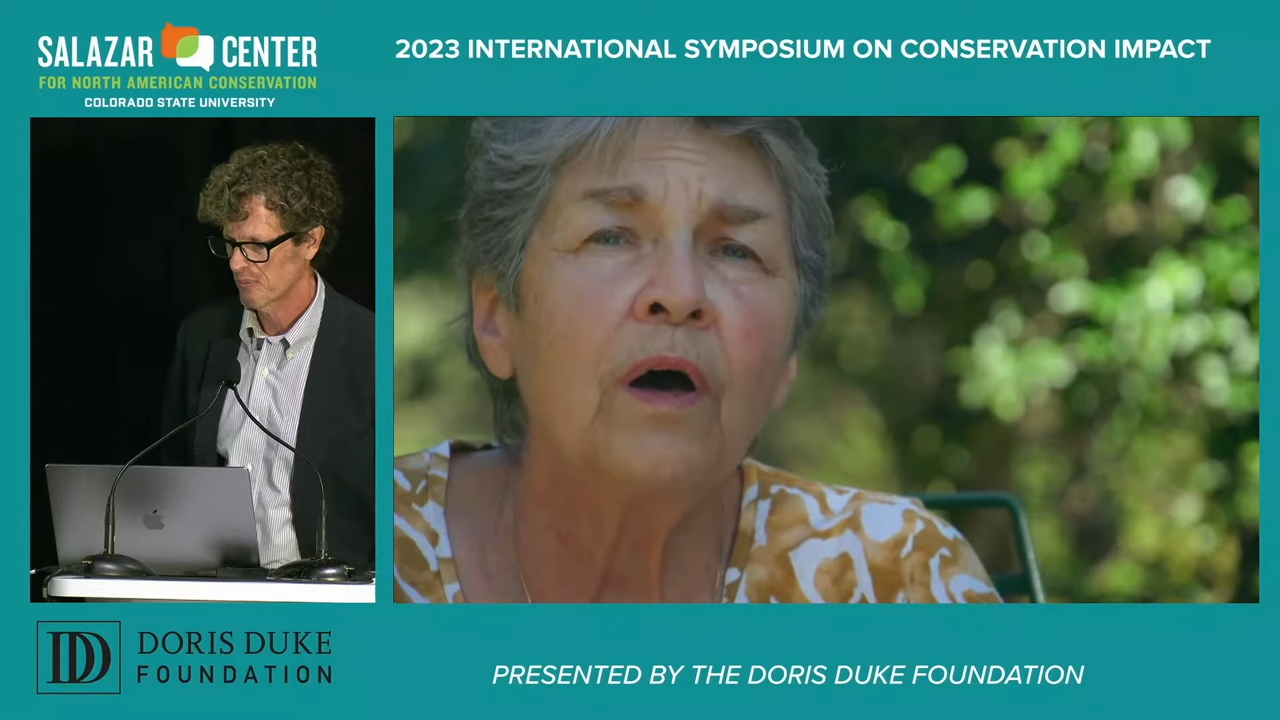 SALAZAR CENTER
FOR NORTH AMERICAN CONSERVATION
COLORADO STATE UNIVERSITY
2023 INTERNATIONAL SYMPOSIUM ON CONSERVATION IMPACT
DD
DORIS DUKE
FOUNDATION
PRESENTED BY THE DORIS DUKE FOUNDATION